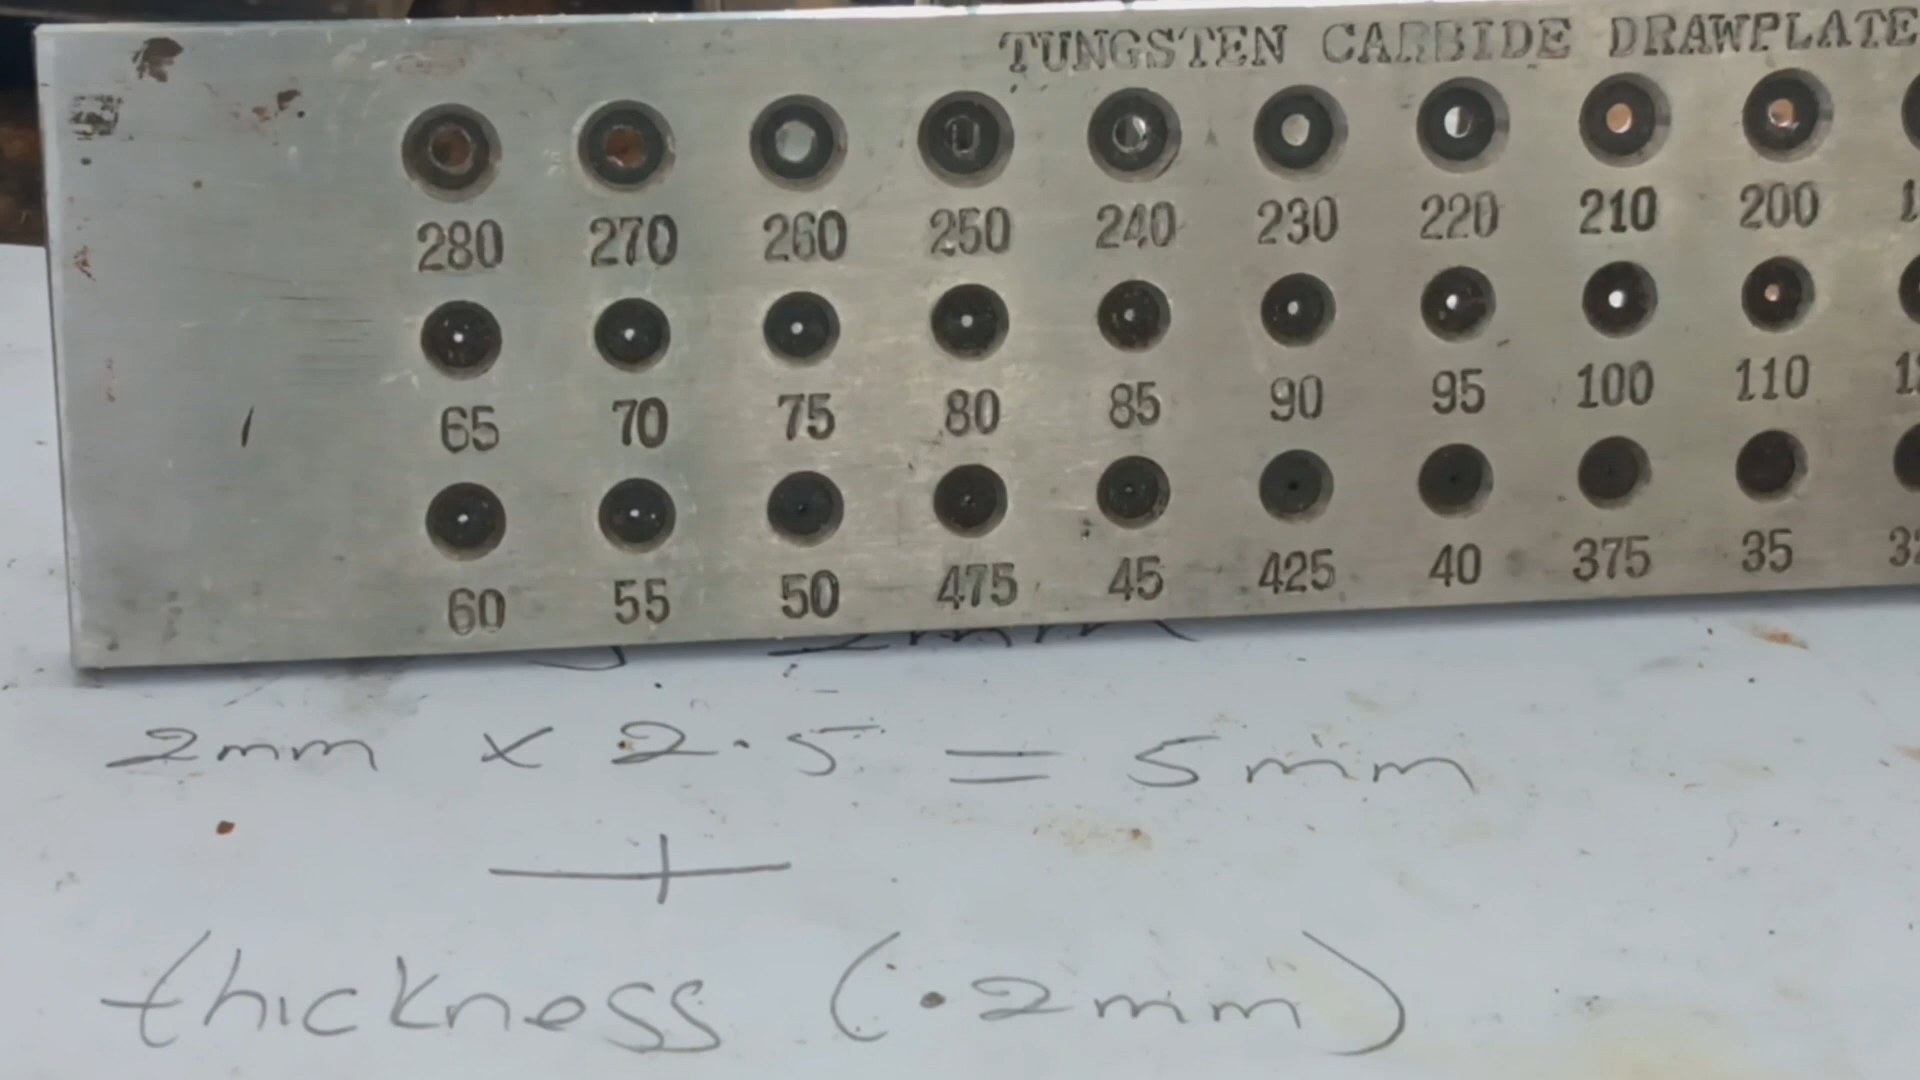 TUNGSTEN CARBIDE DRAWPLATE
280 270 260 250 240 230 220 210 200
65 70 75 80 85 90 95 100 110
60 55 50 475 45 425 40 375 35
2mm x 2.5 = 5mm
+
thickness (.2mm)